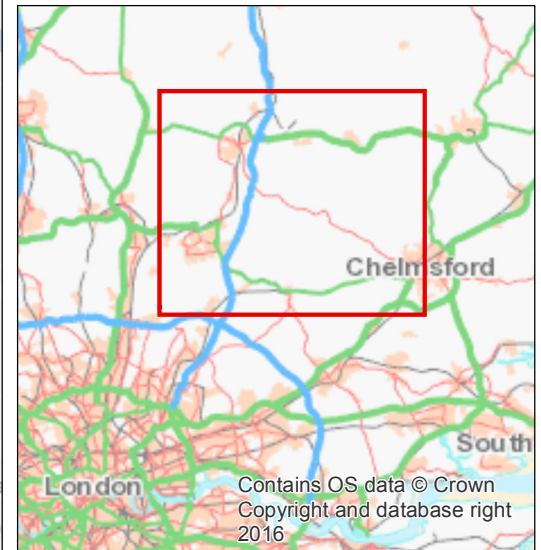 Chelmsford
South
London
Contains OS data © Crown
Copyright and database right
2016